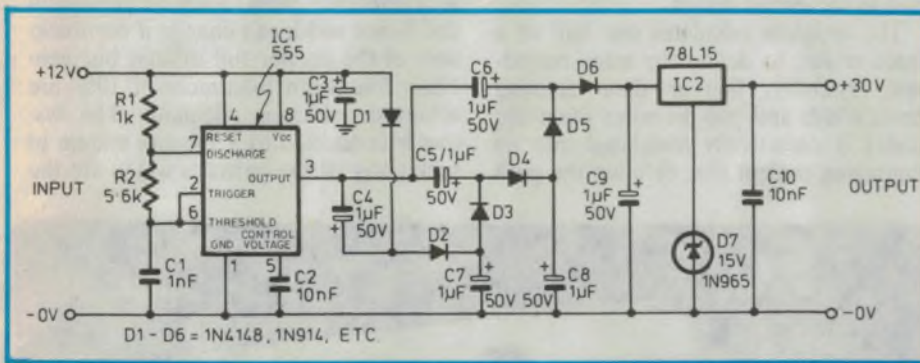 IC1
555
+12V
R1
1k
R2
5·6k
INPUT
C1
1nF
-0V
4
8
RESET
Vcc
7
DISCHARGE
OUTPUT
3
2
TRIGGER
6
THRESHOLD
CONTROL
GND
VOLTAGE
1
5
C2
10nF
C3
1µF
50V
D1
C4
1µF
50V
D2
C5/1µF
50V
D3
D4
C6
1µF
50V
D5
D6
C7
1µF
50V
C8
1µF
50V
C9
1µF
50V
78L15
IC2
D7
15V
1N965
C10
10nF
+30V
OUTPUT
-0V
D1 - D6 = 1N4148, 1N914, ETC.